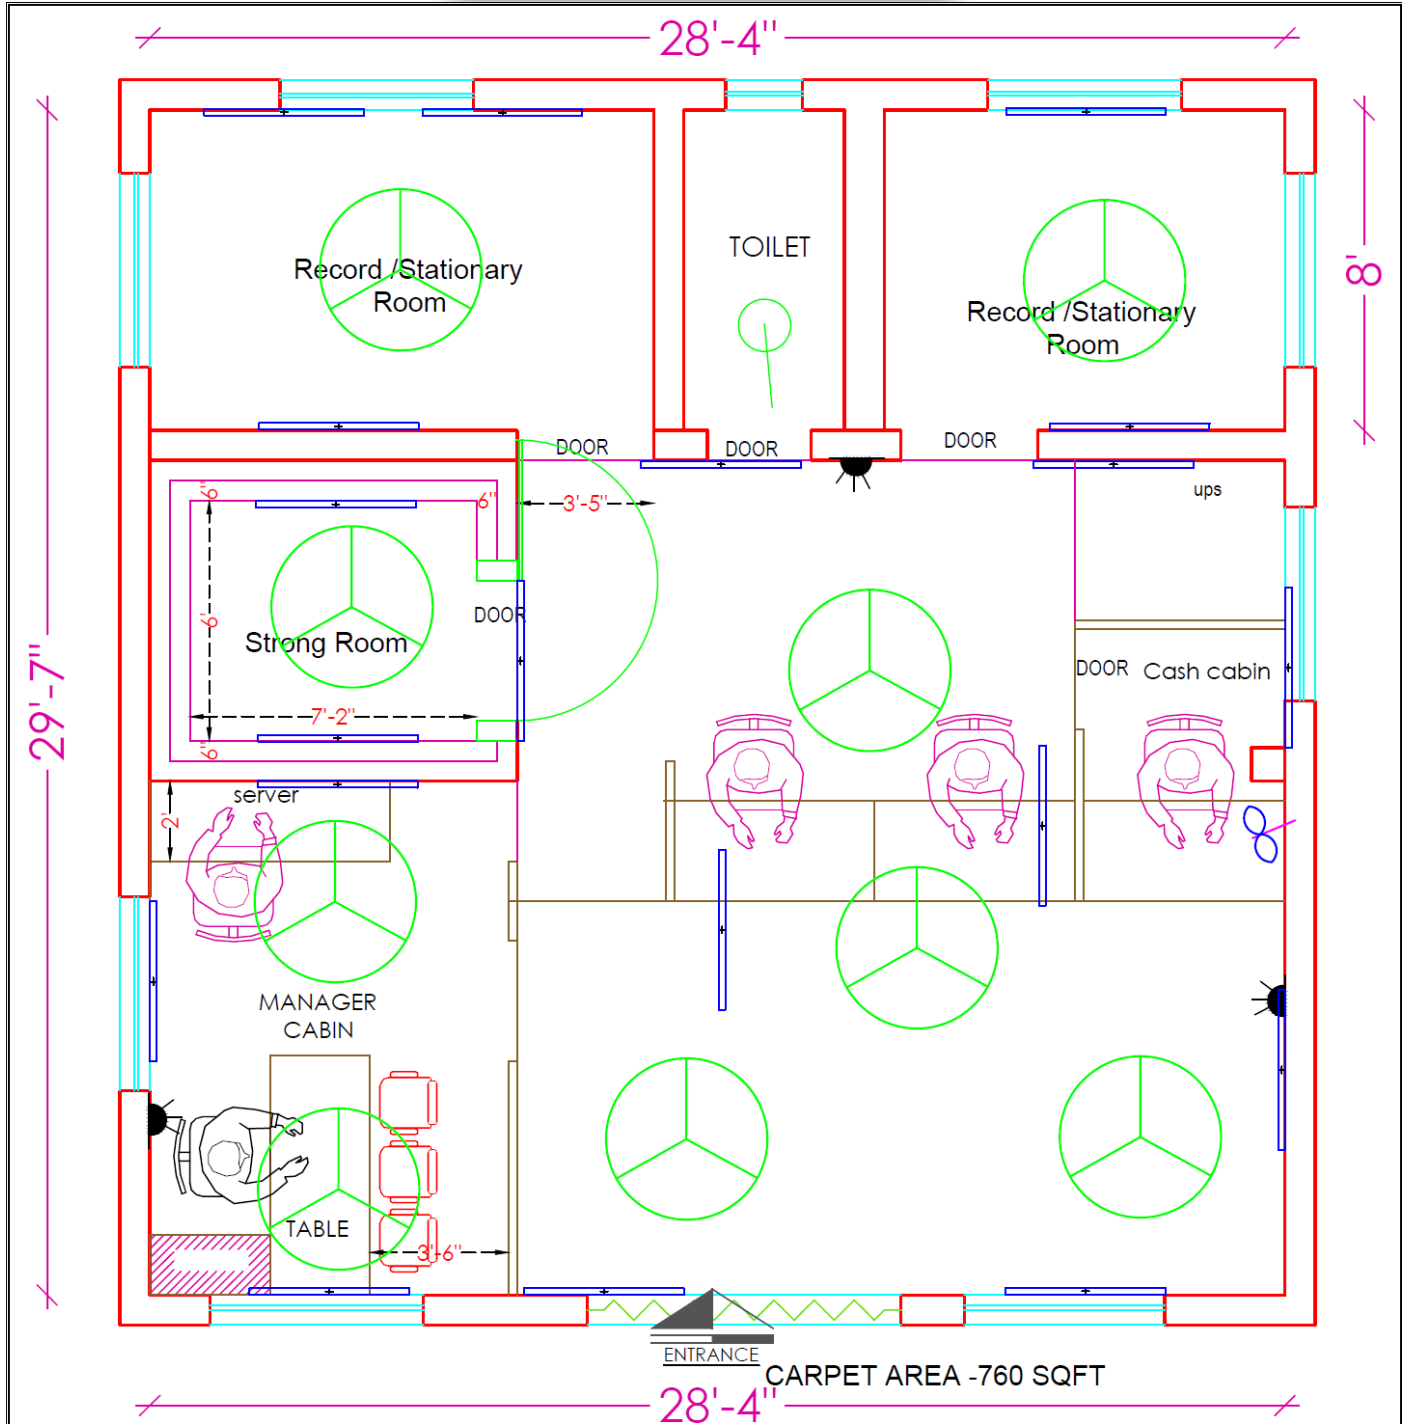 28'-4"
TOILET
Record /Stationary
Room
Record /Stationary
Room
8'
DOOR
DOOR
DOOR
6"
6"
3'-5"
ups
6'
DOOR
Strong Room
29'-7"
DOOR
Cash cabin
7'-2"
6"
server
2'
MANAGER
CABIN
TABLE
3'-6"
ENTRANCE
CARPET AREA -760 SQFT
28'-4"